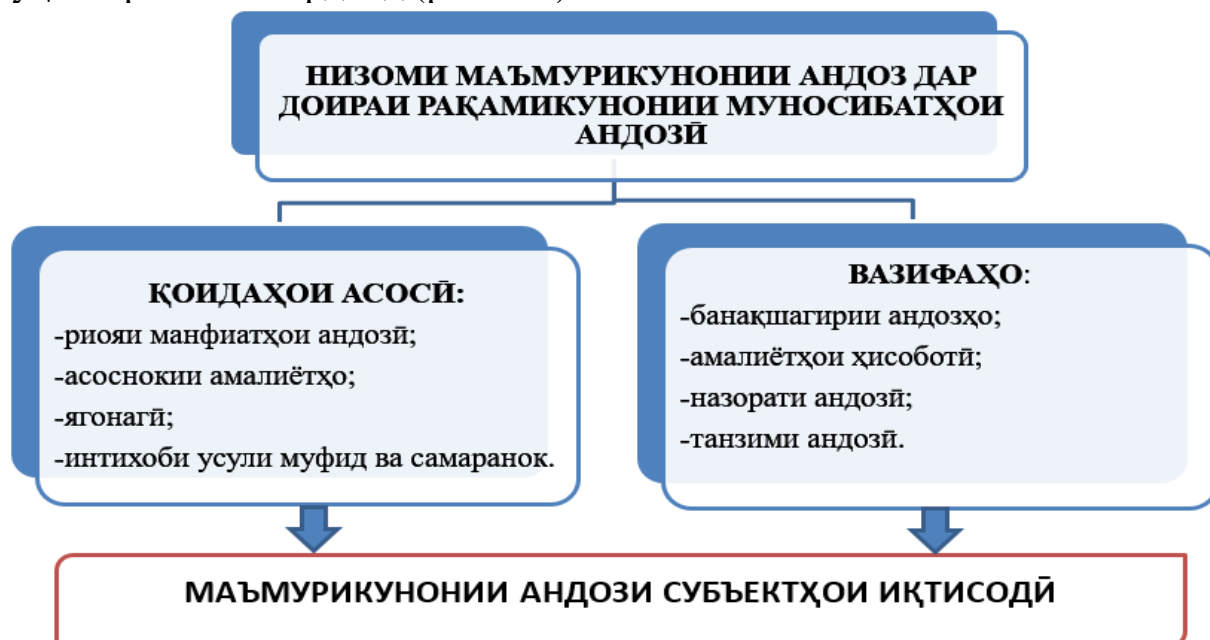 НИЗОМИ МАЪМУРИКУНОНИИ АНДОЗ ДАР
ДОИРАИ РАҚАМИКУНОНИИ МУНОСИБАТҲОИ
АНДОЗӢ
ҚОИДАҲОИ АСОСӢ:
-риояи манфиатҳои андозӣ;
-асоснокии амалиётҳо;
-ягонагӣ;
-интихоби усули муфид ва самаранок.
ВАЗИФАҲО:
-банақшагирии андозҳо;
-амалиётҳои ҳисоботӣ;
-назорати андозӣ;
-танзими андозӣ.
МАЪМУРИКУНОНИИ АНДОЗИ СУБЪЕКТҲОИ ИҚТИСОДӢ